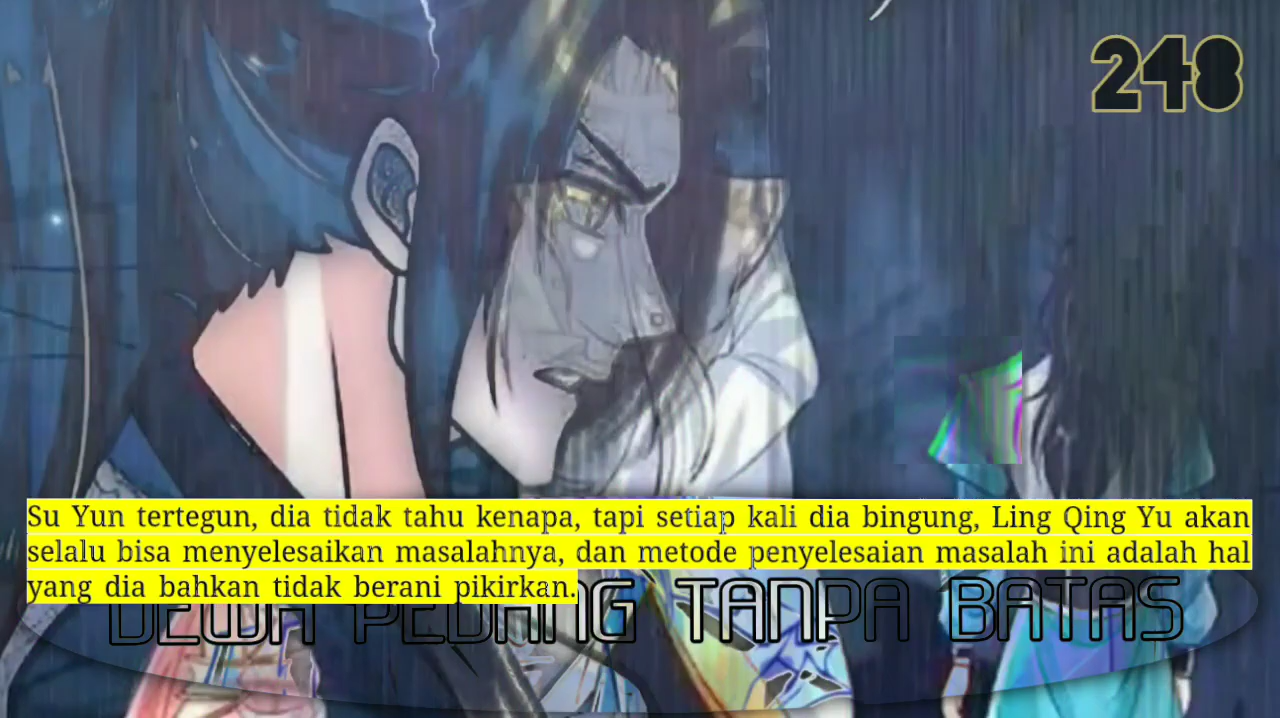 248
Su Yun tertegun, dia tidak tahu kenapa, tapi setiap kali dia bingung, Ling Qing Yu akan
selalu bisa menyelesaikan masalahnya, dan metode penyelesaian masalah ini adalah hal
yang dia bahkan tidak berani pikirkan.
DEWA PEDANG TANPA BATAS